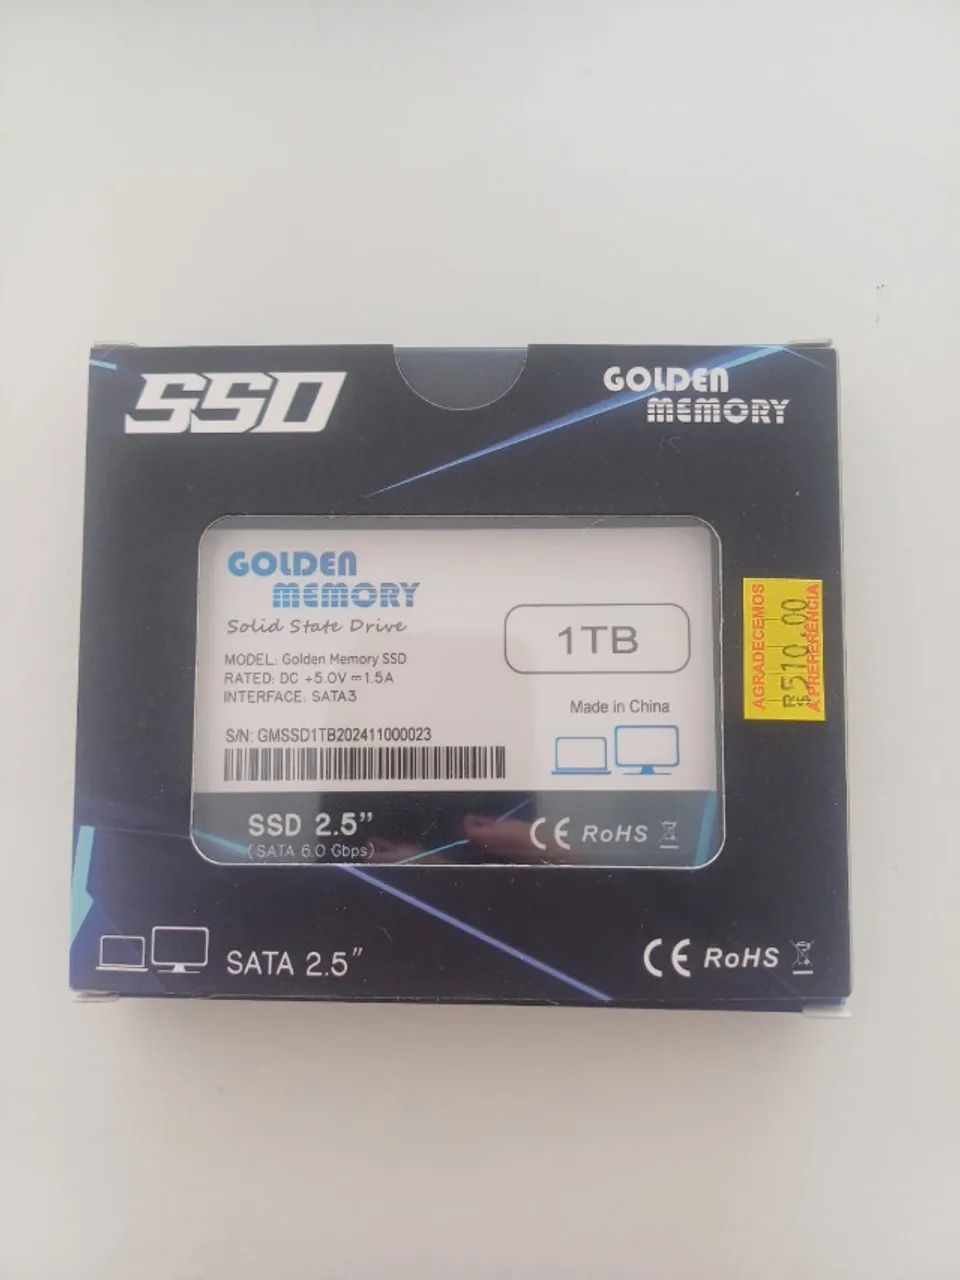 SSD
GOLDEN
MEMORY
GOLDEN
MEMORY
Solid State Drive
MODEL: Golden Memory SSD
RATED: DC +5.0V⎓1.5A
INTERFACE: SATA3
1TB
Made in China
S/N: GMSSD1TB202411000023
SSD 2.5”
(SATA 6.0 Gbps)
CE RoHS
AGRADECEMOS
R$510,00
A PREFERÊNCIA
SATA 2.5”
CE RoHS